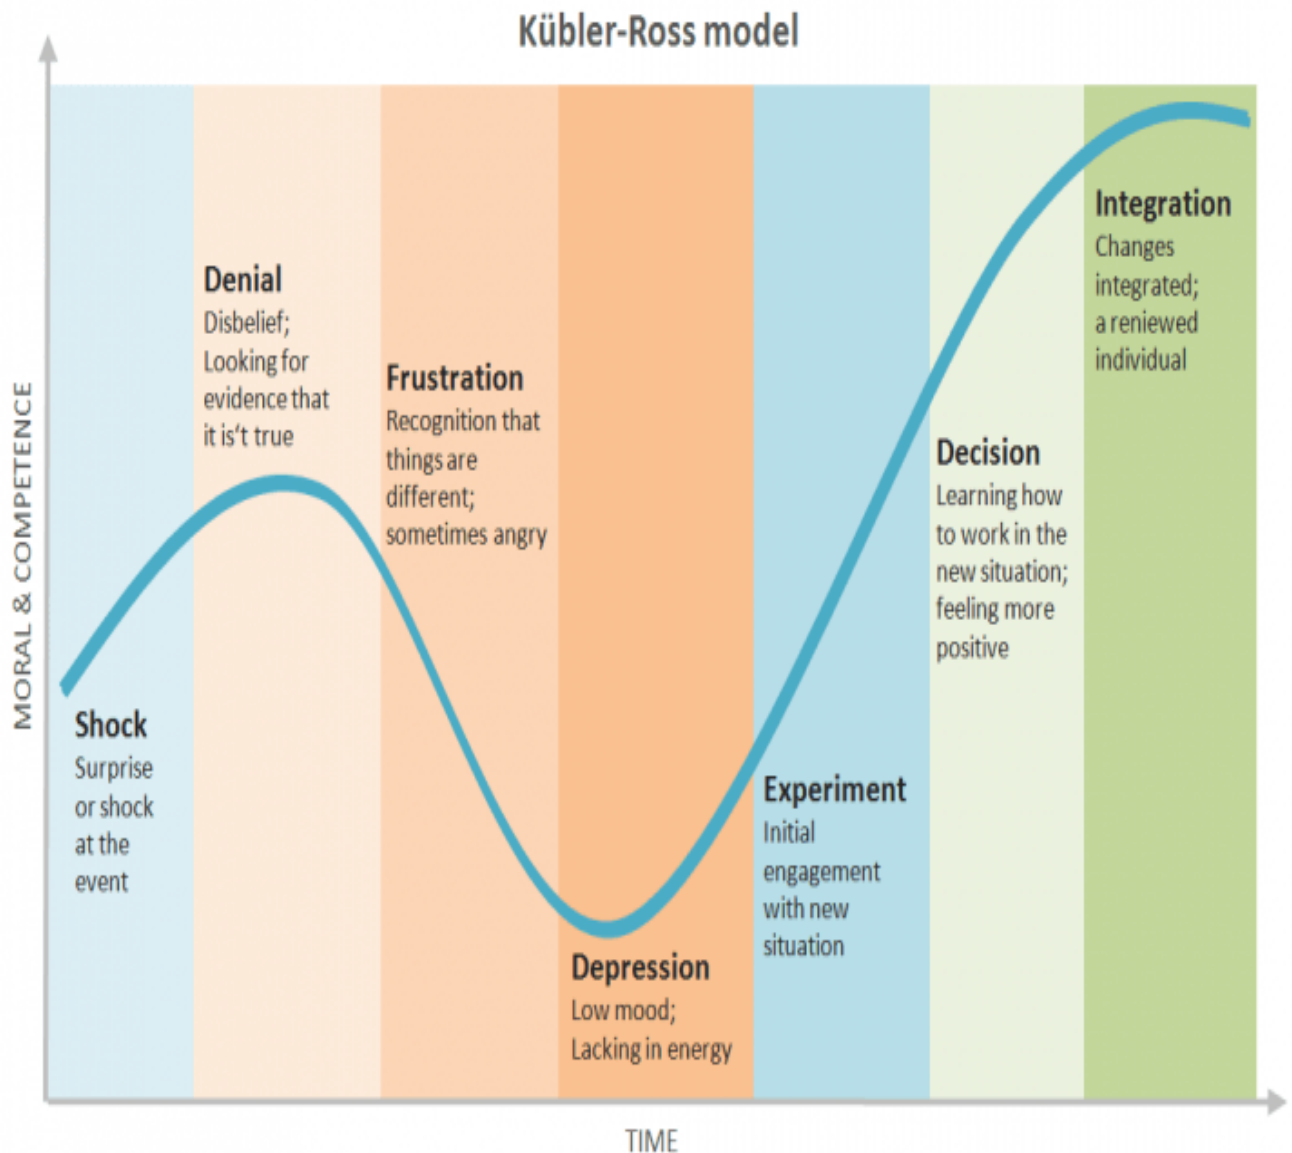 Kübler-Ross model
MORAL & COMPETENCE
Shock
Surprise
or shock
at the
event
Denial
Disbelief;
Looking for
evidence that
it is‘t true
Frustration
Recognition that
things are
different;
sometimes angry
Depression
Low mood;
Lacking in energy
Experiment
Initial
engagement
with new
situation
Decision
Learning how
to work in the
new situation;
feeling more
positive
Integration
Changes
integrated;
a reniewed
individual
TIME